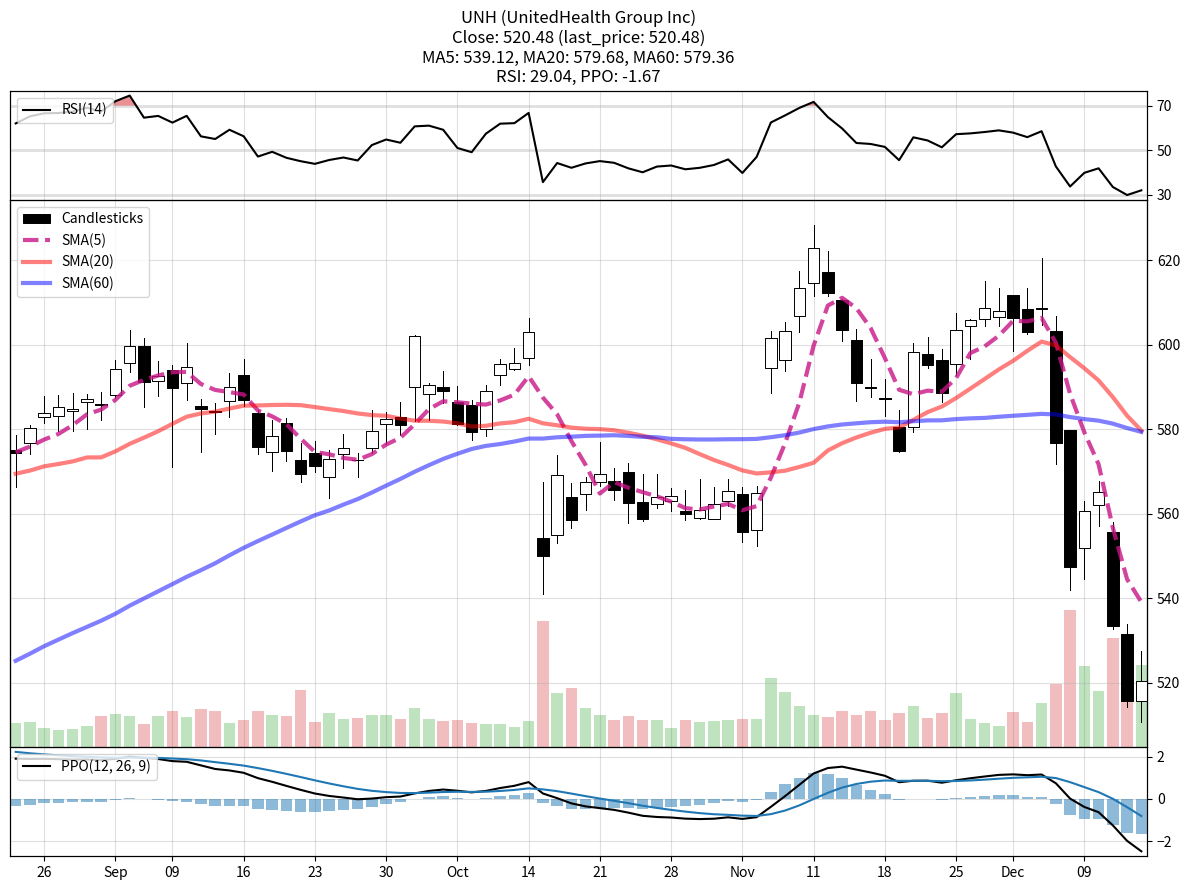 UNH (UnitedHealth Group Inc)
Close: 520.48 (last_price: 520.48)
MA5: 539.12, MA20: 579.68, MA60: 579.36
RSI: 29.04, PPO: -1.67
RSI(14)
70
50
30
Candlesticks
SMA(5)
SMA(20)
SMA(60)
620
600
580
560
540
520
PPO(12, 26, 9)
2
0
−2
26 Sep 09 16 23 30 Oct 14 21 28 Nov 11 18 25 Dec 09